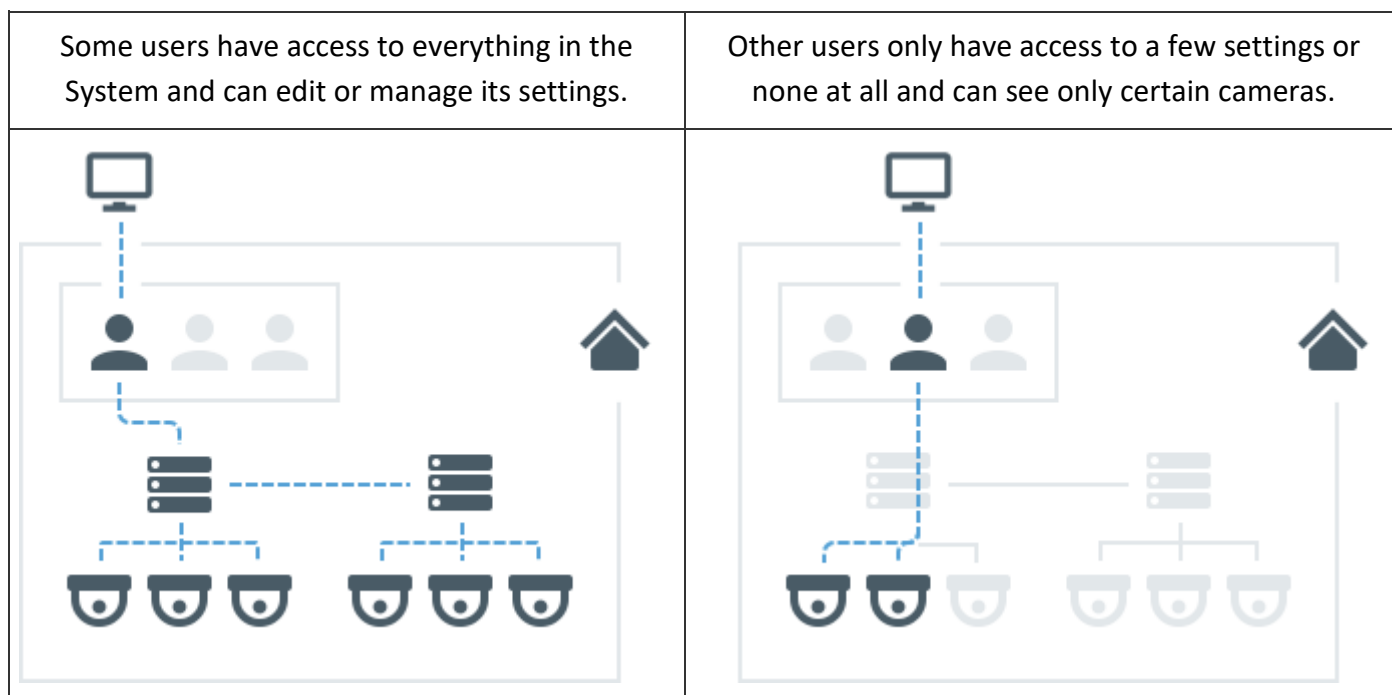 Some users have access to everything in the
System and can edit or manage its settings.
Other users only have access to a few settings or
none at all and can see only certain cameras.